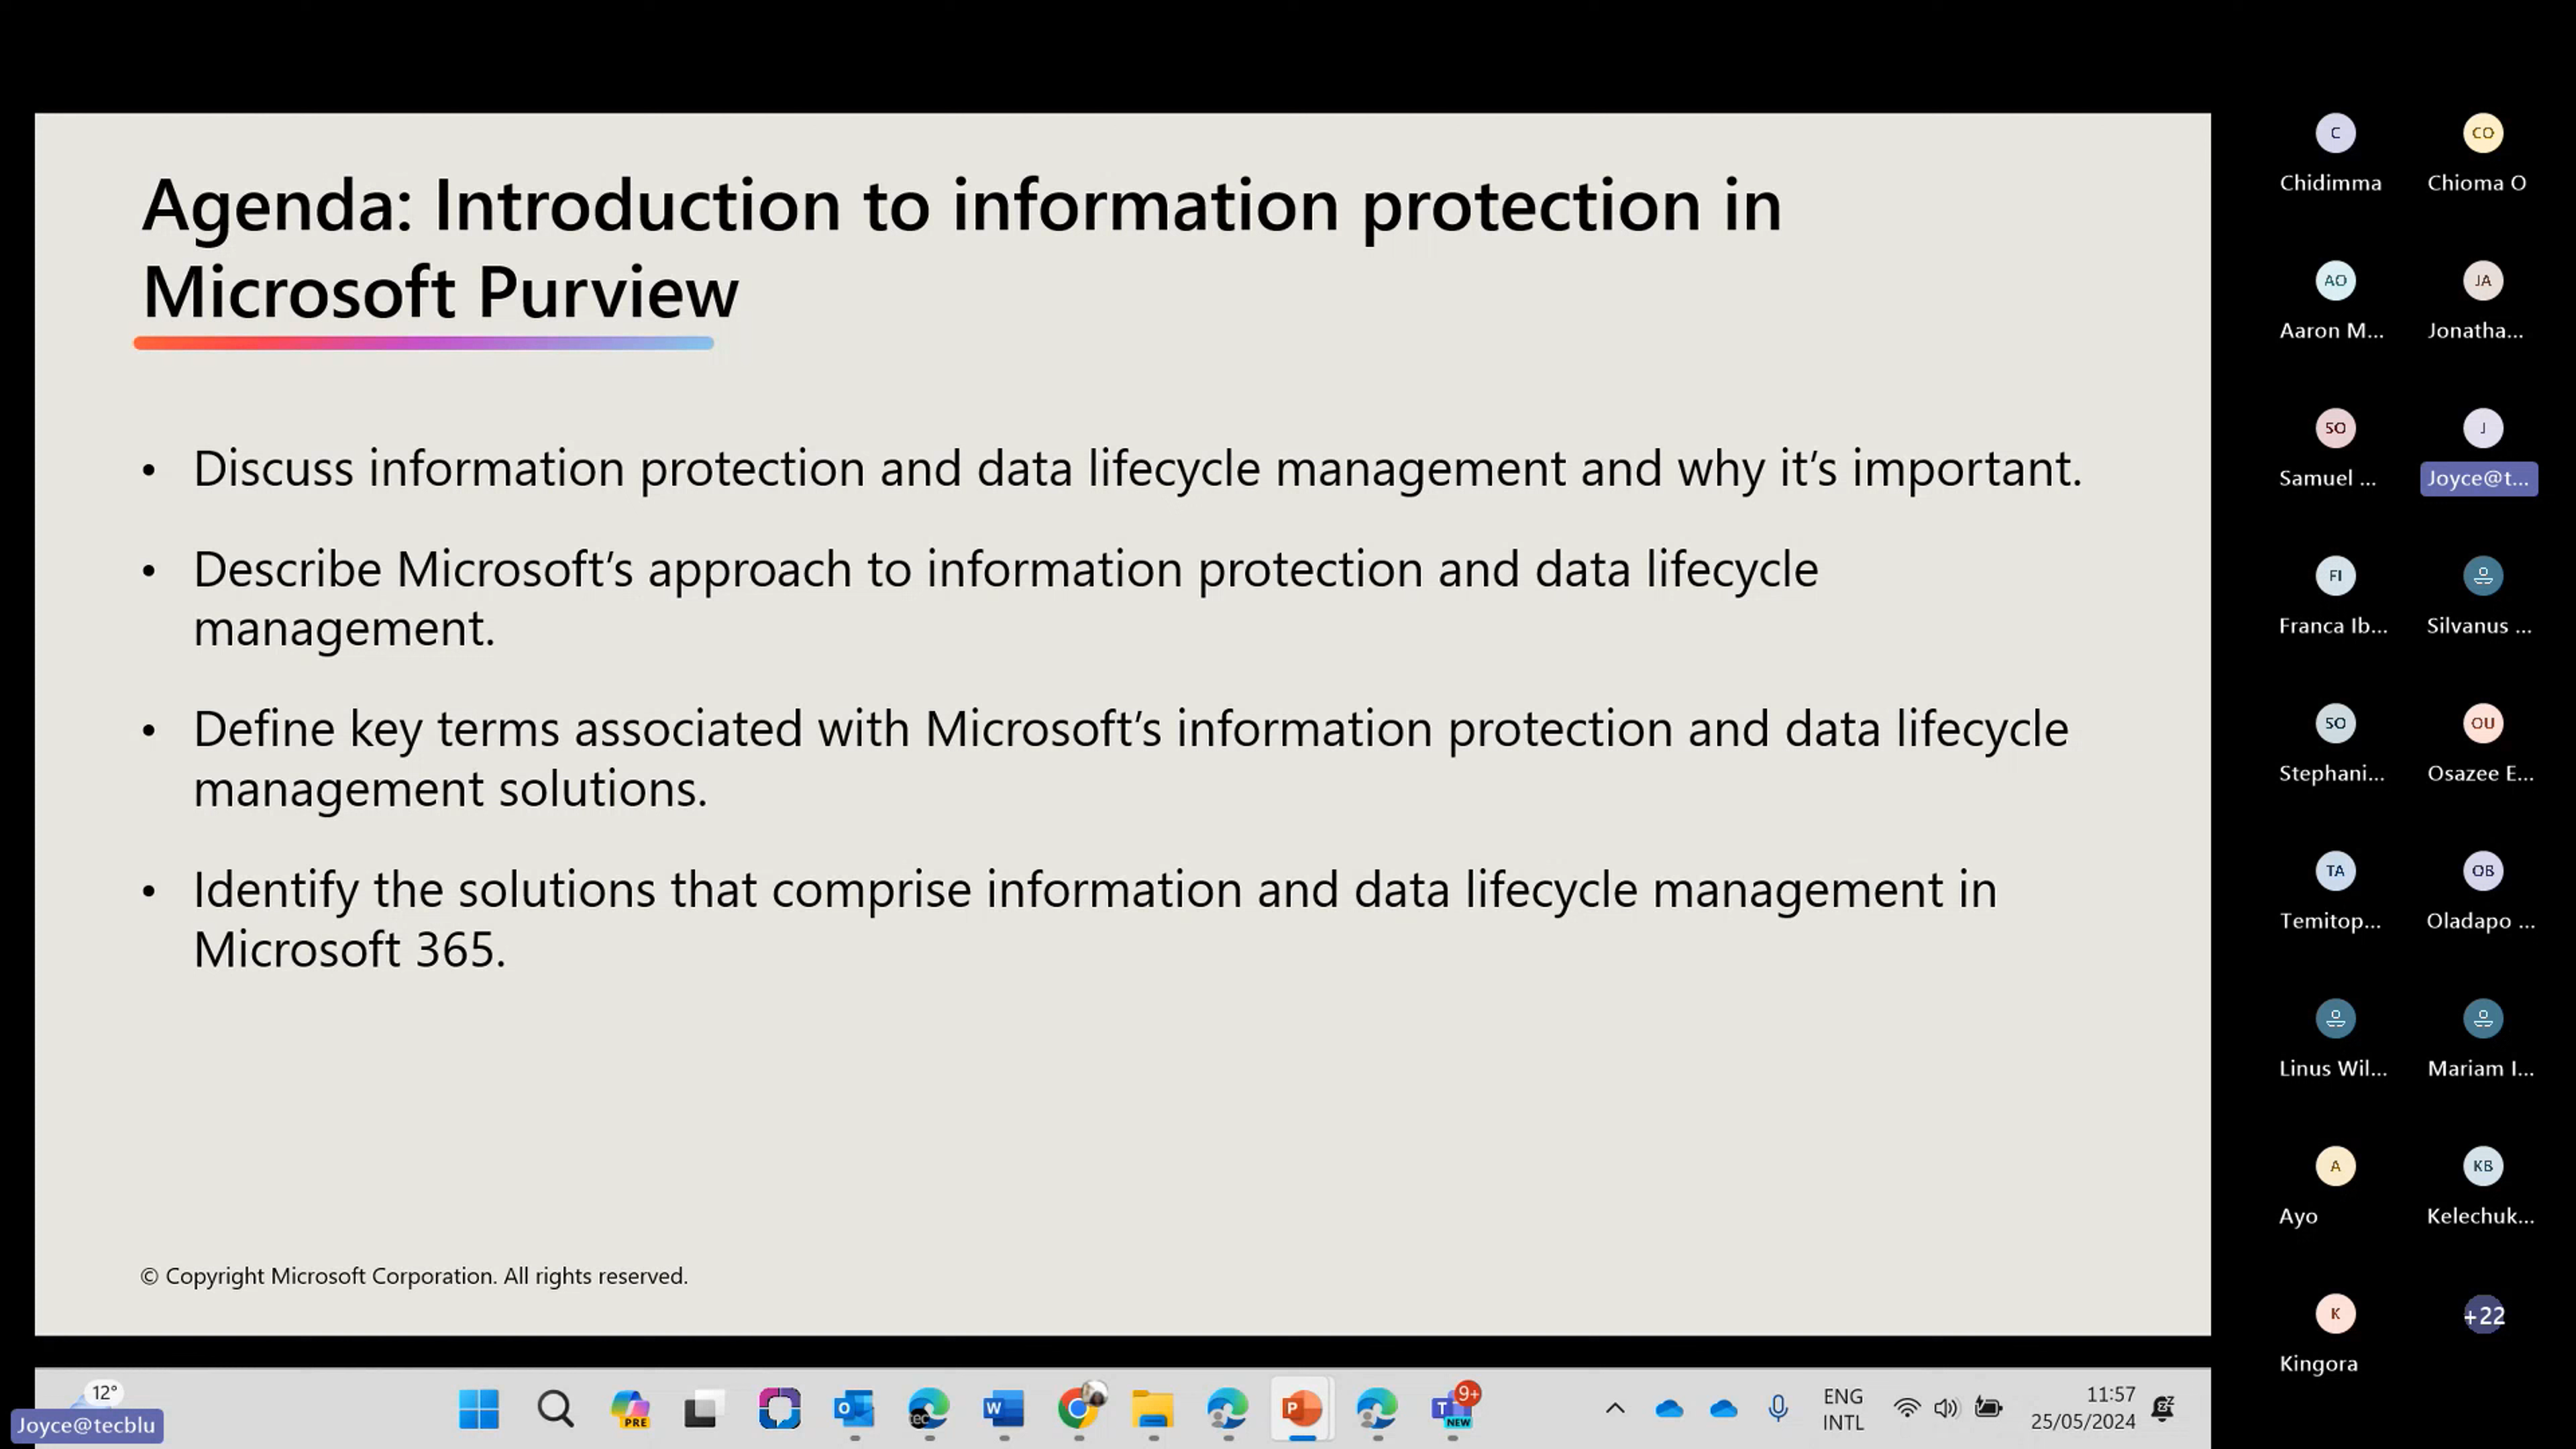 Agenda: Introduction to information protection in
Microsoft Purview
• Discuss information protection and data lifecycle management and why it’s important.
• Describe Microsoft’s approach to information protection and data lifecycle
management.
• Define key terms associated with Microsoft’s information protection and data lifecycle
management solutions.
• Identify the solutions that comprise information and data lifecycle management in
Microsoft 365.
© Copyright Microsoft Corporation. All rights reserved.
C CO
Chidimma Chioma O
AO JA
Aaron M... Jonatha...
SO J
Samuel ... Joyce@t...
FI
Franca Ib... Silvanus ...
SO OU
Stephani... Osazee E...
TA OB
Temitop... Oladapo ...
Linus Wil... Mariam I...
A KB
Ayo Kelechuk...
K +22
Kingora
12°
Joyce@tecblu
PRE
O
tec
W
P
T
9+
NEW
ENG
INTL
11:57
25/05/2024